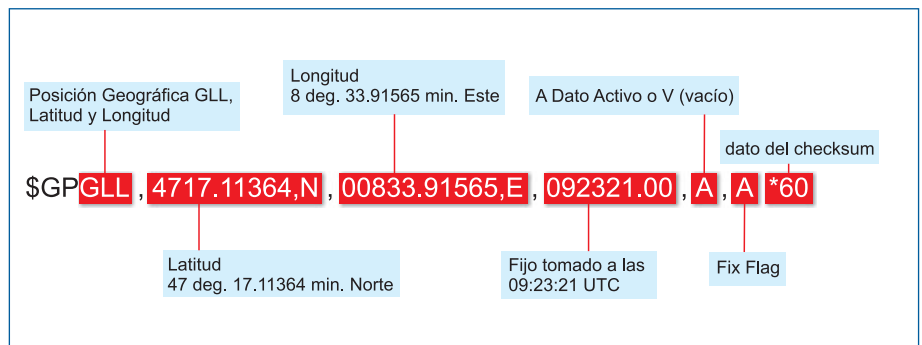 Posición Geográfica GLL,
Latitud y Longitud
Longitud
8 deg. 33.91565 min. Este
A Dato Activo o V (vacío)
dato del checksum
$GPGLL , 4717.11364,N , 00833.91565,E , 092321.00 , A , A *60
Latitud
47 deg. 17.11364 min. Norte
Fijo tomado a las
09:23:21 UTC
Fix Flag